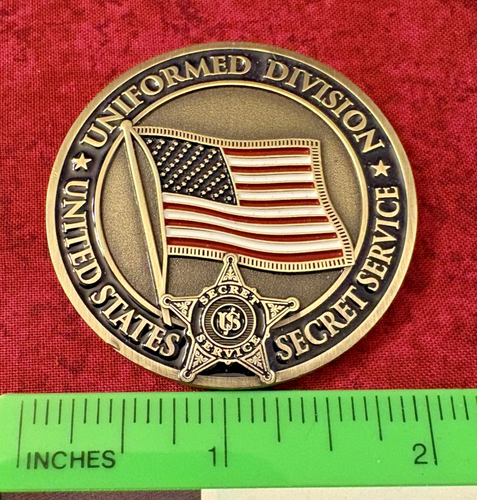 UNIFORMED DIVISION
UNITED STATES SECRET SERVICE
SECRET
US
SERVICE
INCHES 1 2